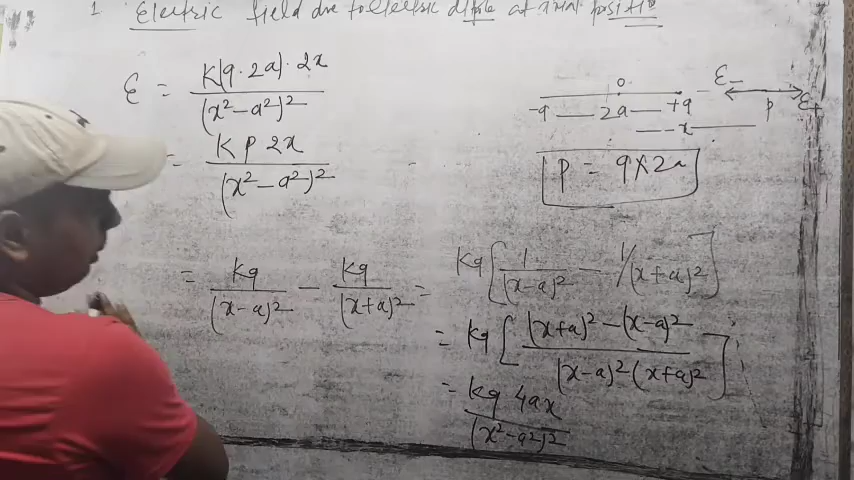 1 Electric field due to electric dipole at axial positio
E = K(q·2a)·2x / (x²-a²)²
= K P 2x / (x²-a²)²
= Kq / (x-a)² - Kq / (x+a)² =
o
-q — 2a — +q
E-
E+
p
x
P = q×2a
Kq[1/(x-a)² - 1/(x+a)²]
= Kq[(x+a)²-(x-a)² / (x-a)²(x+a)²]
= Kq 4ax / (x²-a²)²